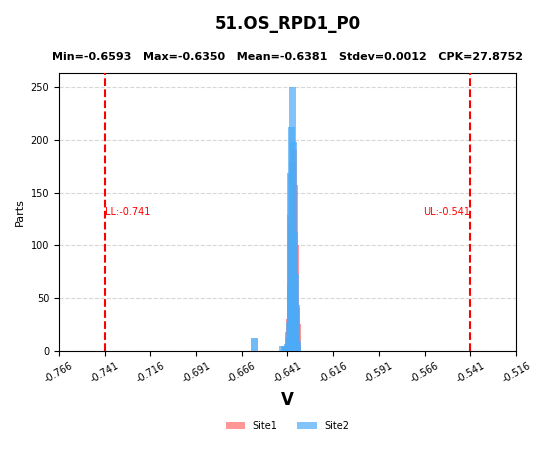 51.OS_RPD1_P0
Min=-0.6593 Max=-0.6350 Mean=-0.6381 Stdev=0.0012 CPK=27.8752
250
200
150
100
50
0
Parts
LL:-0.741
UL:-0.541
-0.766 -0.741 -0.716 -0.691 -0.666 -0.641 -0.616 -0.591 -0.566 -0.541 -0.516
V
Site1 Site2